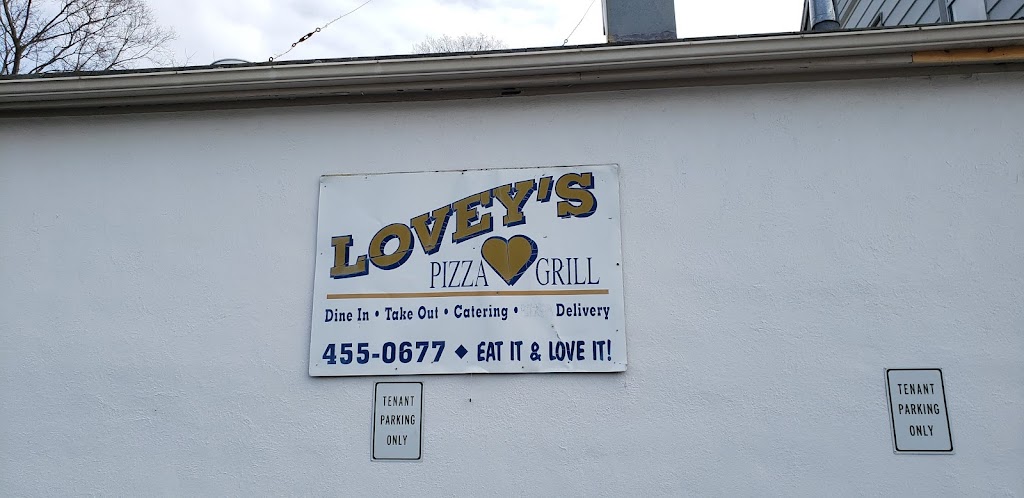 LOVEY'S
PIZZA GRILL
Dine In • Take Out • Catering • Delivery
455-0677 ◆ EAT IT & LOVE IT!
TENANT
PARKING
ONLY
TENANT
PARKING
ONLY